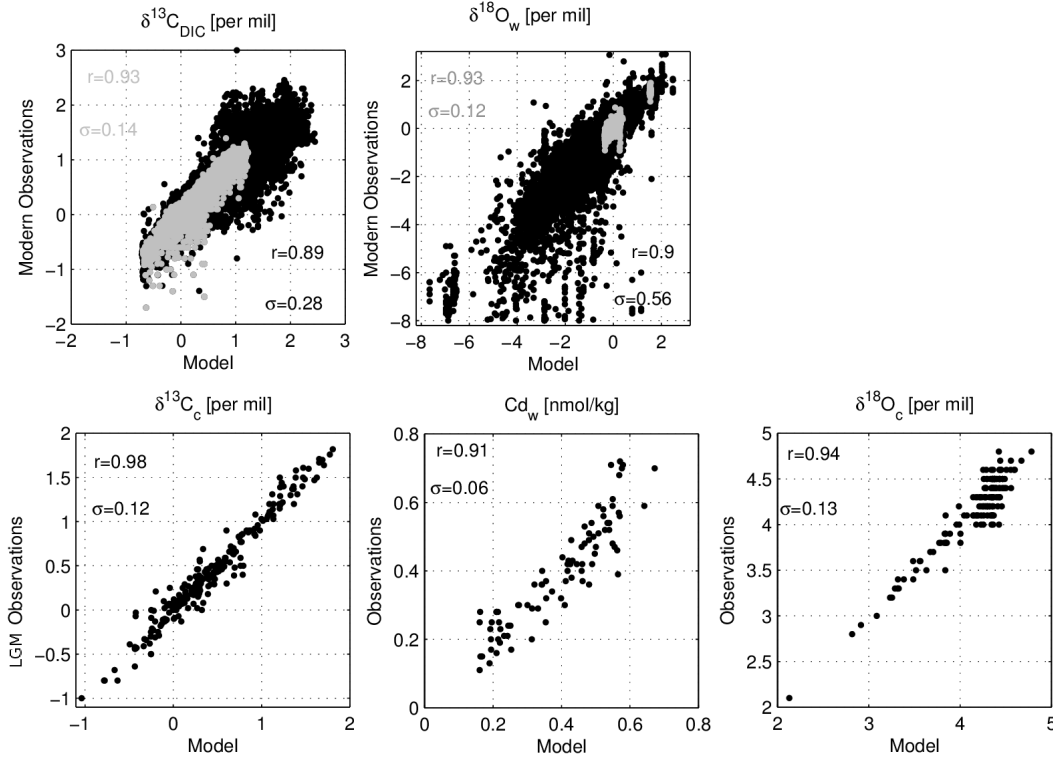 δ13C_DIC [per mil]
3
2
1
0
−1
−2
−2
−1
0
1
2
3
Modern Observations
Model
r=0.93
σ=0.14
r=0.89
σ=0.28
δ18O_w [per mil]
2
0
−2
−4
−6
−8
−8
−6
−4
−2
0
2
Modern Observations
Model
r=0.93
σ=0.12
r=0.9
σ=0.56
δ13C_c [per mil]
2
1.5
1
0.5
0
−0.5
−1
−1
0
1
2
LGM Observations
Model
r=0.98
σ=0.12
Cd_w [nmol/kg]
0.8
0.6
0.4
0.2
0
0
0.2
0.4
0.6
0.8
Observations
Model
r=0.91
σ=0.06
δ18O_c [per mil]
5
4.5
4
3.5
3
2.5
2
2
3
4
5
Observations
Model
r=0.94
σ=0.13